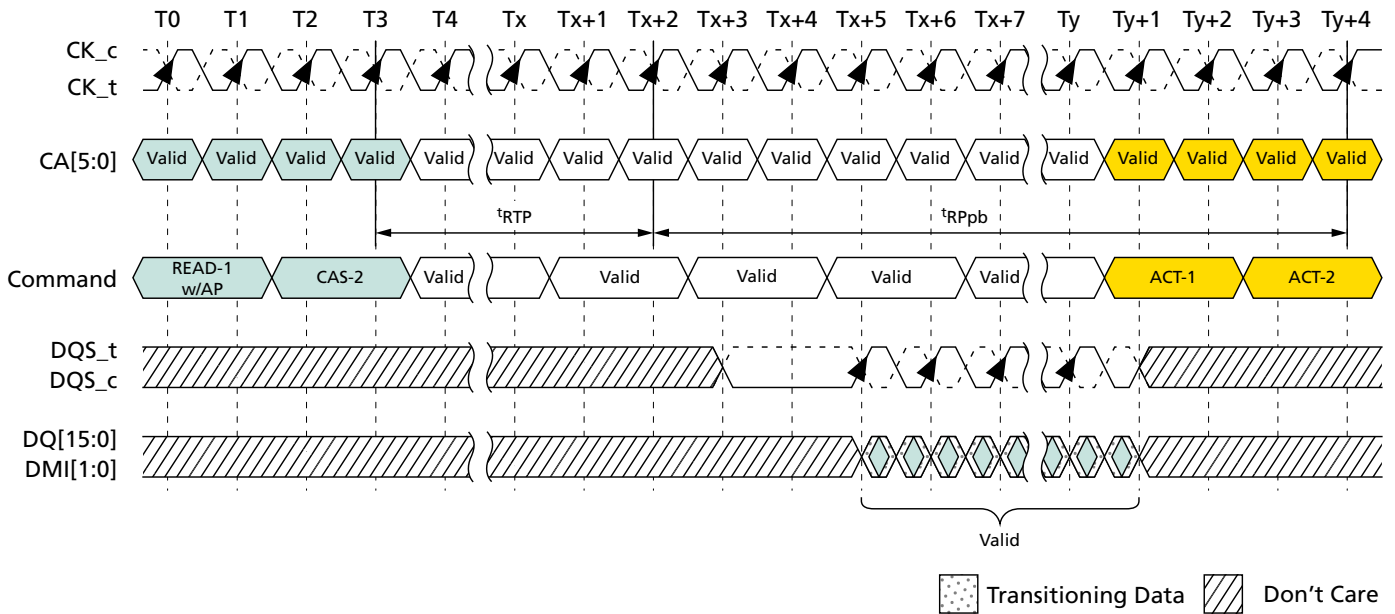 T0 T1 T2 T3 T4 Tx Tx+1 Tx+2 Tx+3 Tx+4 Tx+5 Tx+6 Tx+7 Ty Ty+1 Ty+2 Ty+3 Ty+4
CK_c
CK_t
CA[5:0] Valid Valid Valid Valid Valid Valid Valid Valid Valid Valid Valid Valid Valid Valid Valid Valid Valid Valid
tRTP tRPpb
Command READ-1 w/AP CAS-2 Valid Valid Valid Valid Valid ACT-1 ACT-2
DQS_t
DQS_c
DQ[15:0]
DMI[1:0]
Valid
Transitioning Data Don't Care